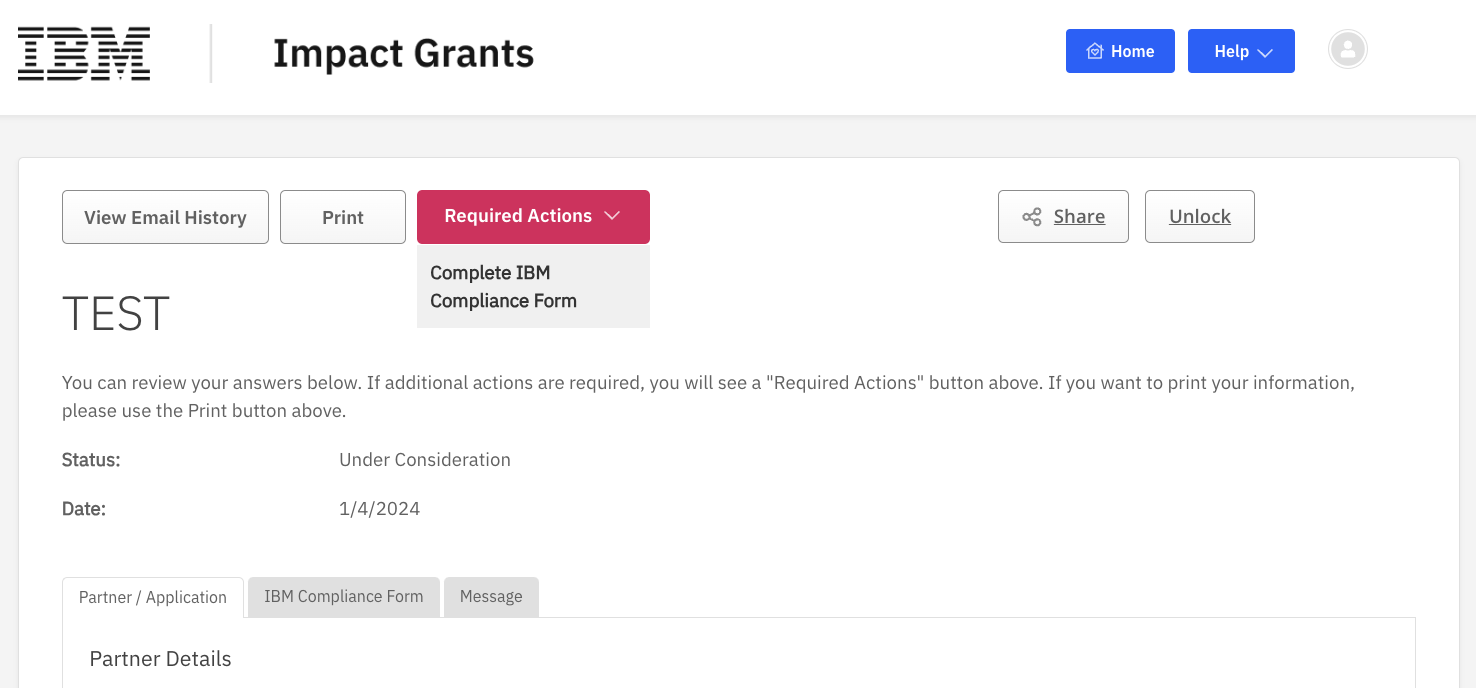 IBM
Impact Grants
Home
Help
View Email History
Print
Required Actions
Share
Unlock
Complete IBM
Compliance Form
TEST
You can review your answers below. If additional actions are required, you will see a "Required Actions" button above. If you want to print your information,
please use the Print button above.
Status:
Under Consideration
Date:
1/4/2024
Partner / Application
IBM Compliance Form
Message
Partner Details